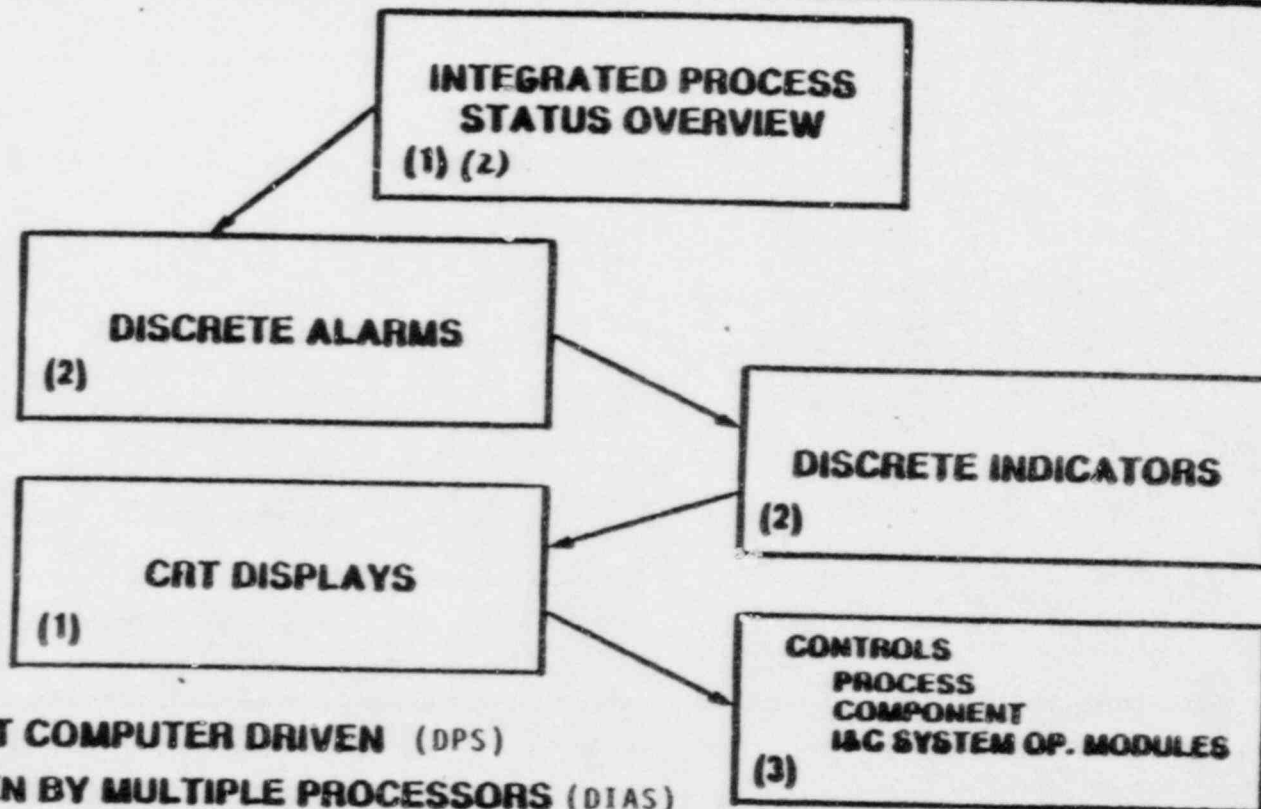 INTEGRATED PROCESS
STATUS OVERVIEW
(1) (2)
DISCRETE ALARMS
(2)
DISCRETE INDICATORS
(2)
CRT DISPLAYS
(1)
CONTROLS
PROCESS
COMPONENT
I&C SYSTEM OP. MODULES
(3)
COMPUTER DRIVEN (DPS)
BY MULTIPLE PROCESSORS (DIAS)